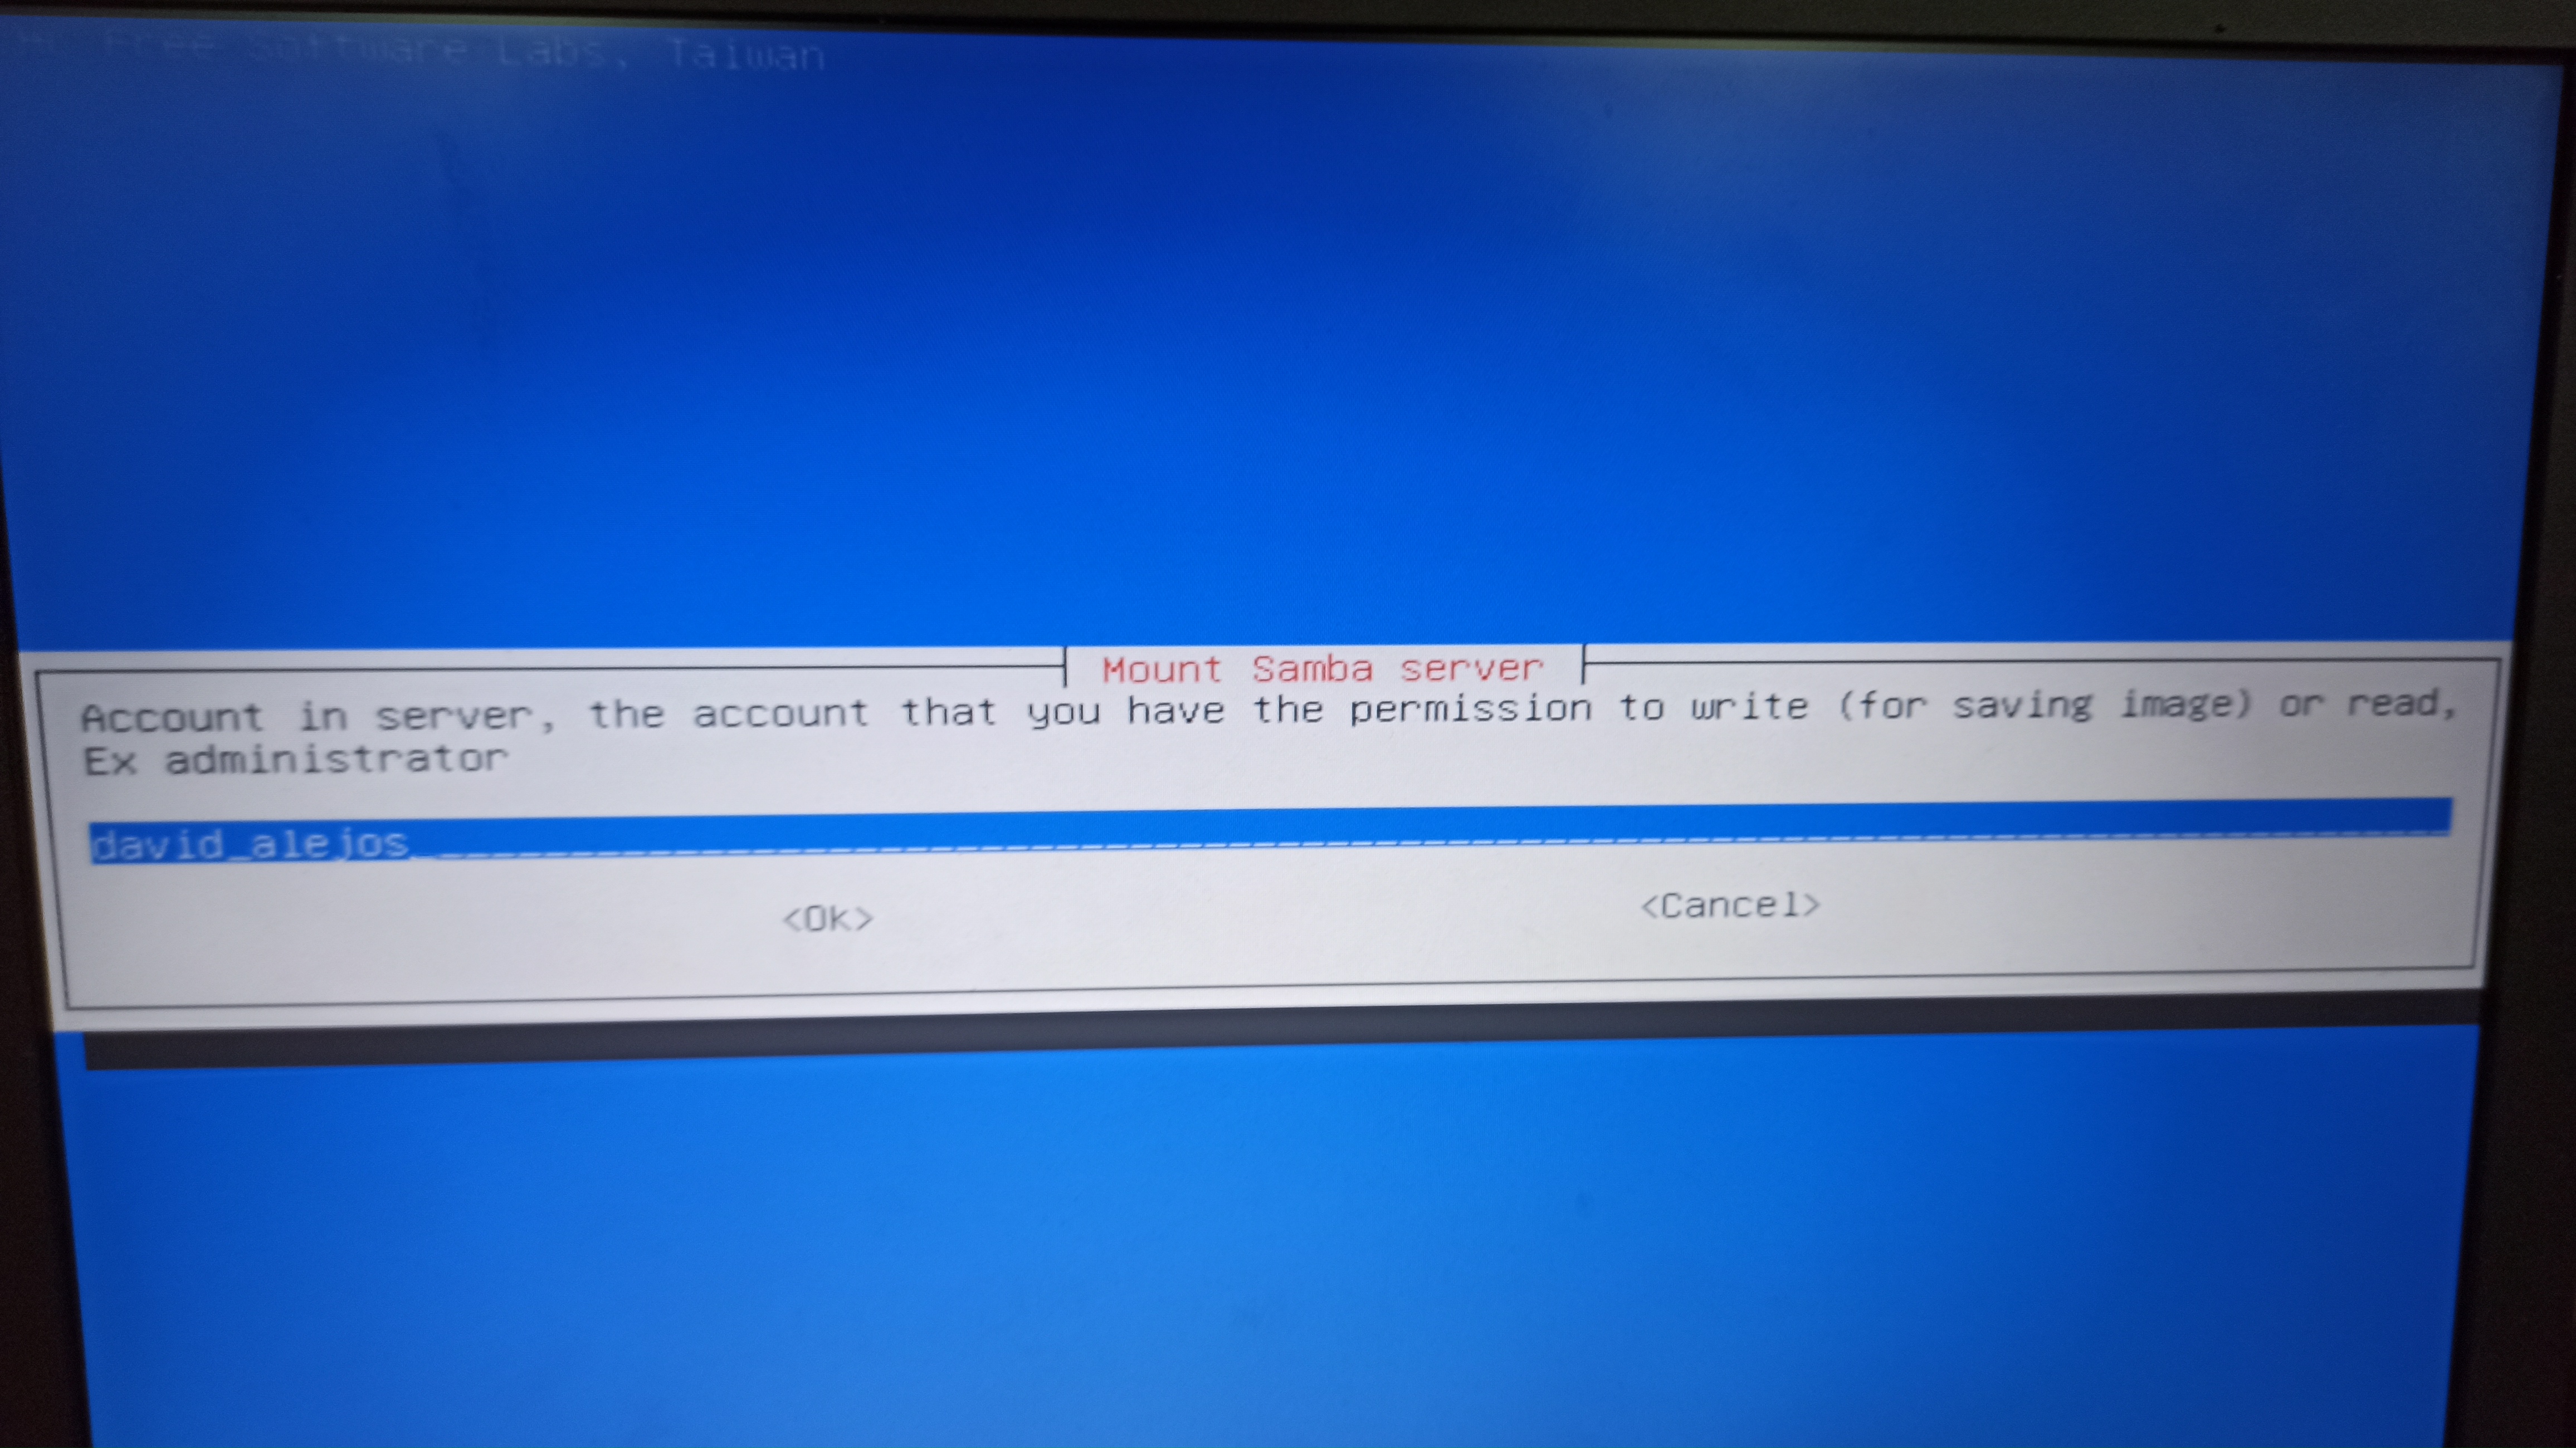 Free Software Labs, Taiwan
Mount Samba server
Account in server, the account that you have the permission to write (for saving image) or read,
Ex administrator
david_alejos
<Ok> <Cancel>